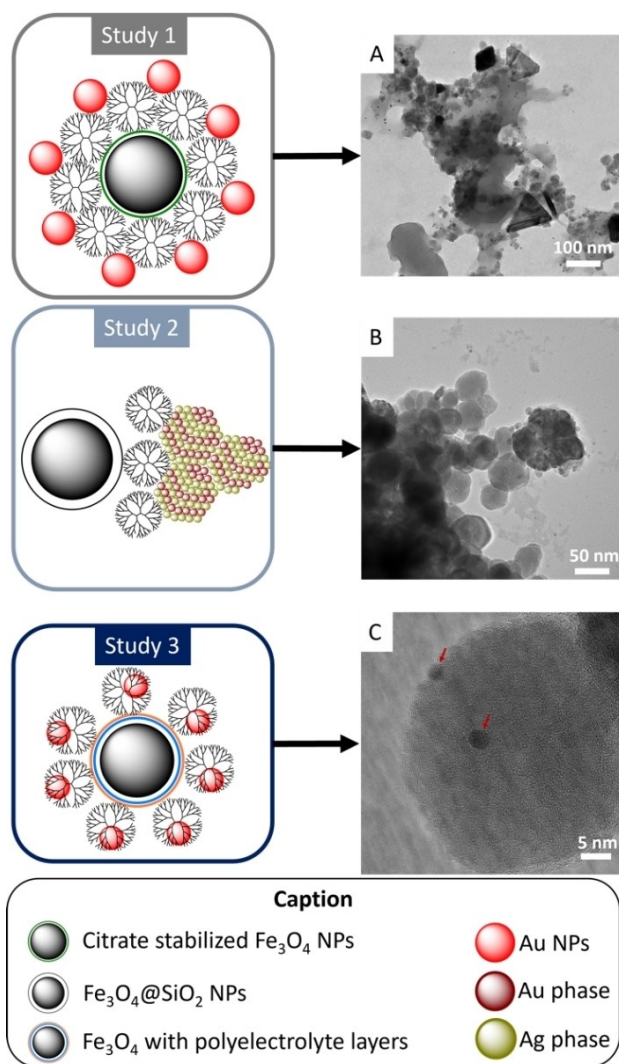 Study 1
A
100 nm
Study 2
B
50 nm
Study 3
C
5 nm
Caption
Citrate stabilized Fe₃O₄ NPs
Au NPs
Fe₃O₄@SiO₂ NPs
Au phase
Fe₃O₄ with polyelectrolyte layers
Ag phase